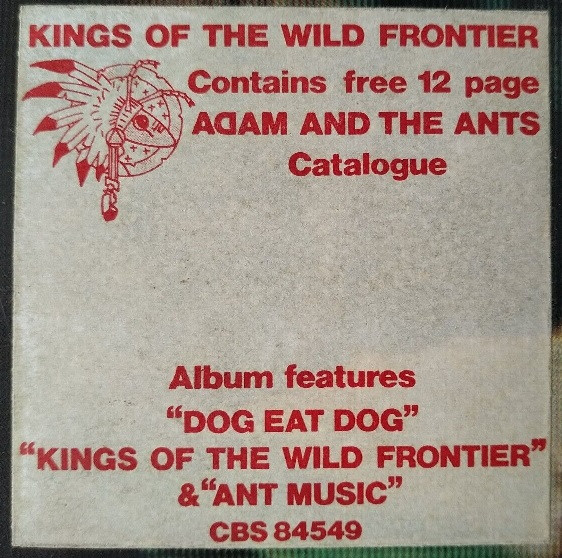 KINGS OF THE WILD FRONTIER
Contains free 12 page
ADAM AND THE ANTS
Catalogue
Album features
“DOG EAT DOG”
“KINGS OF THE WILD FRONTIER”
&“ANT MUSIC”
CBS 84549